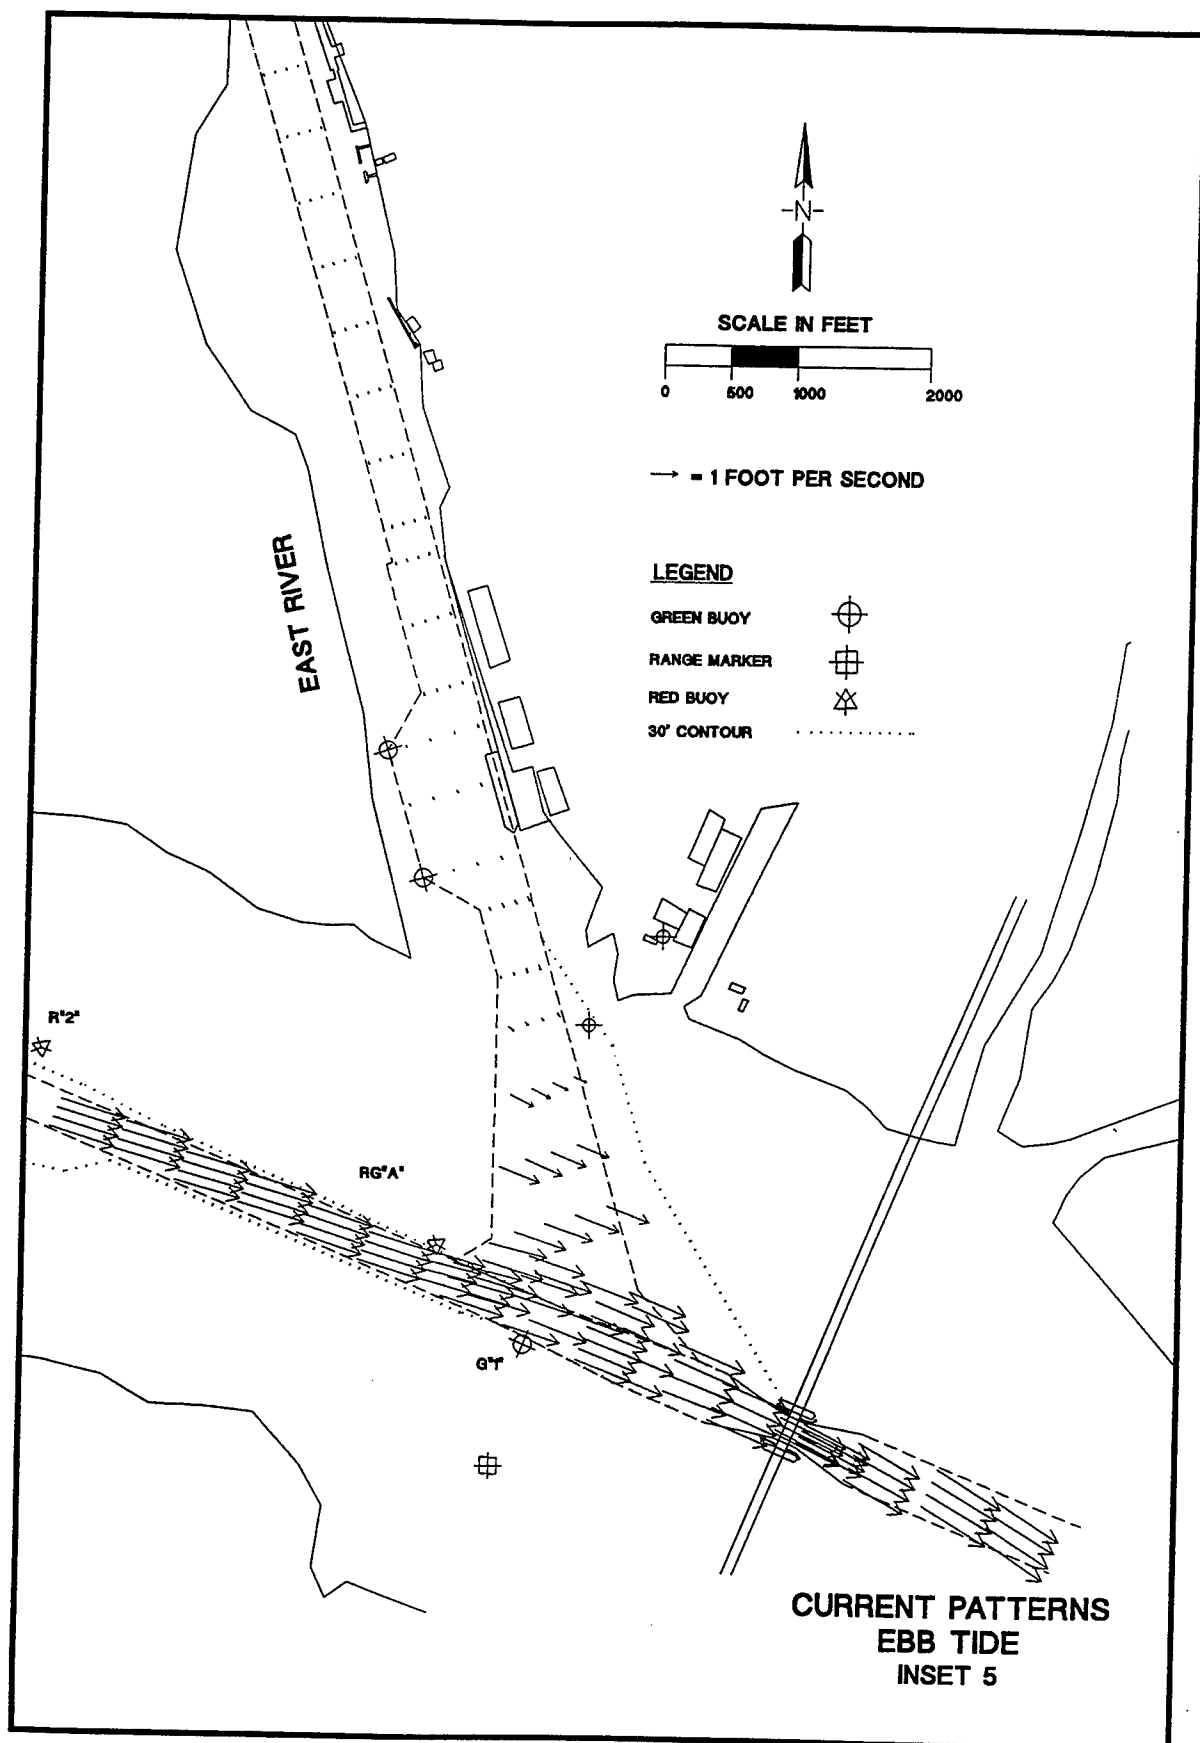 -N-
SCALE IN FEET
0 500 1000 2000
→ = 1 FOOT PER SECOND
LEGEND
GREEN BUOY
RANGE MARKER
RED BUOY
30' CONTOUR
EAST RIVER
R"2"
RG"A"
G"1"
CURRENT PATTERNS
EBB TIDE
INSET 5